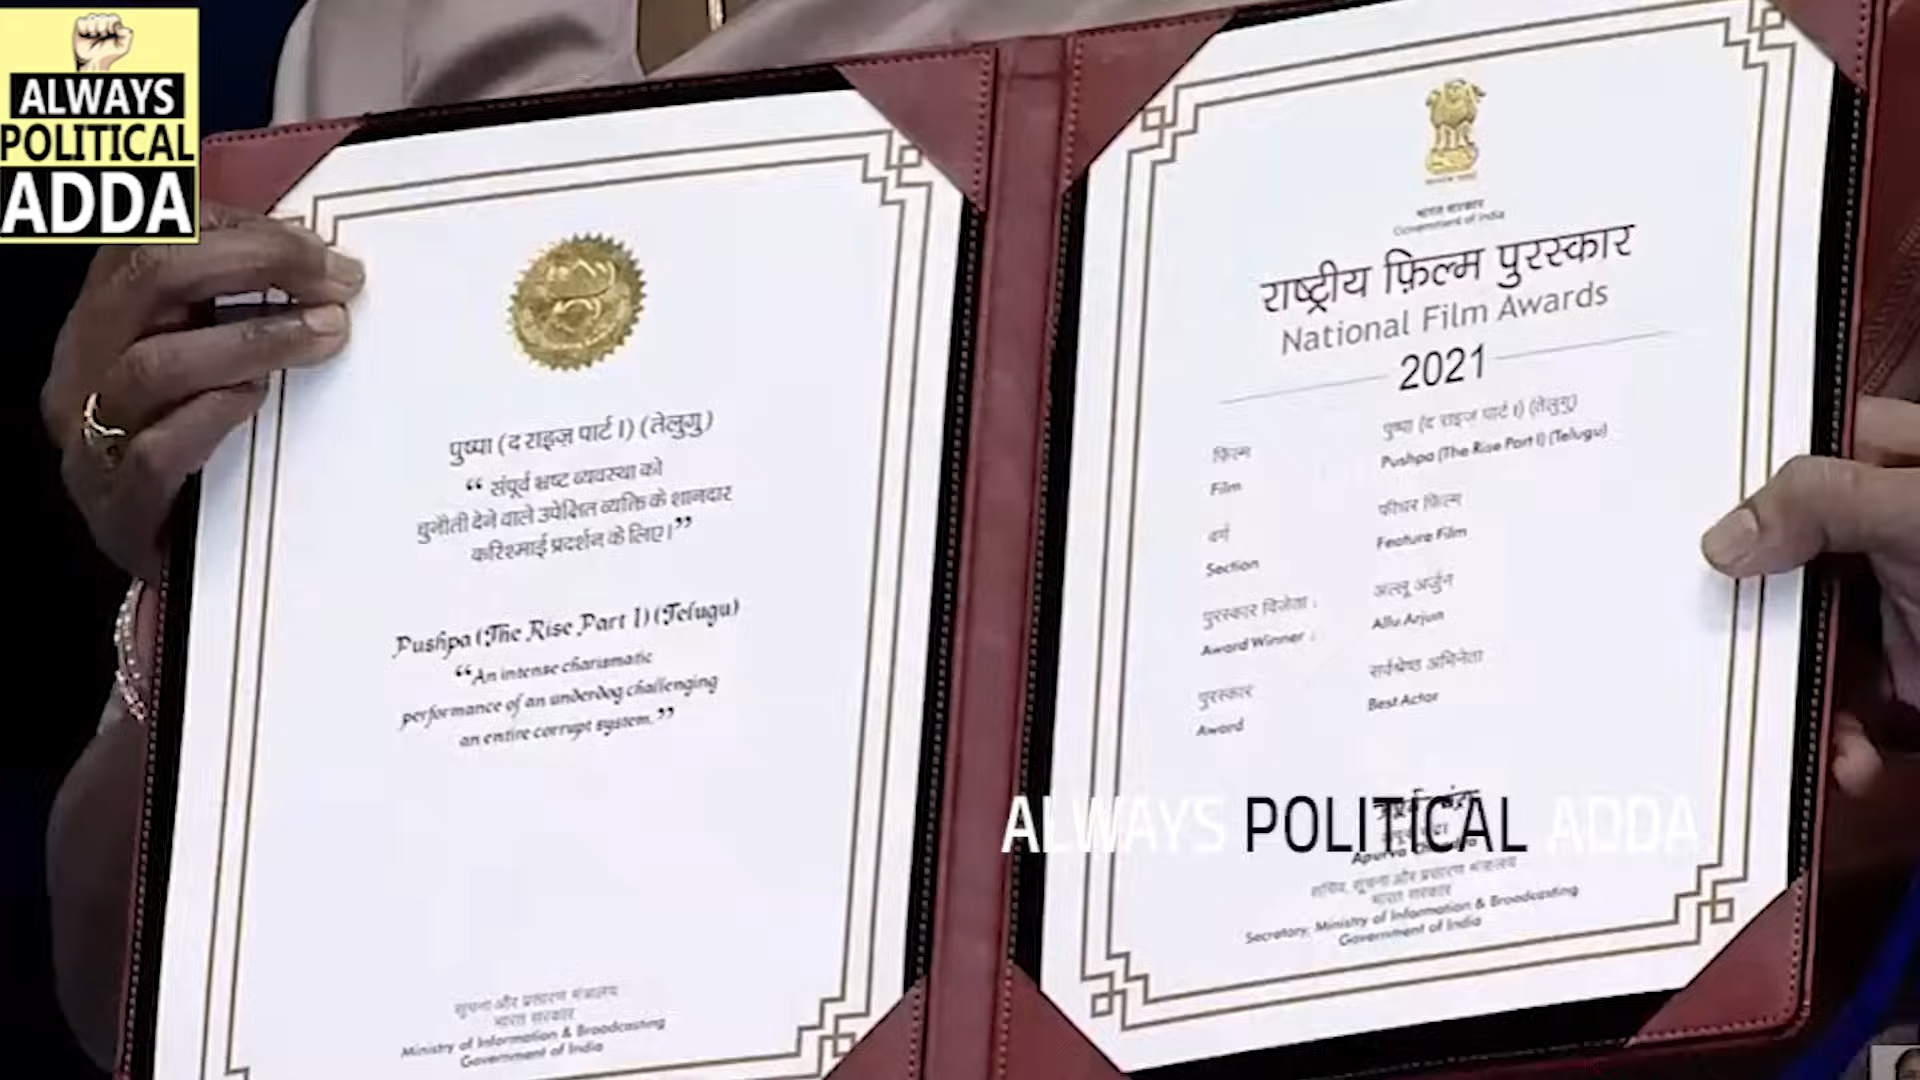 ALWAYS
POLITICAL
ADDA
पुष्पा (द राइज़ पार्ट I) (तेलुगु)
“ संपूर्व भ्रष्ट व्यवस्था को
चुनौती देने वाले उपेक्षित व्यक्ति के शानदार
करिश्माई प्रदर्शन के लिए।”
Pushpa (The Rise Part I) (Telugu)
“An intense charismatic
performance of an underdog challenging
an entire corrupt system.”
सूचना और प्रसारण मंत्रालय
भारत सरकार
Ministry of Information & Broadcasting
Government of India
भारत सरकार
Government of India
राष्ट्रीय फ़िल्म पुरस्कार
National Film Awards
2021
फ़िल्म पुष्पा (द राइज पार्ट I) (तेलुगु)
Film Pushpa (The Rise Part I) (Telugu)
वर्ग फीचर फिल्म
Section Feature Film
पुरस्कार विजेता : अल्लू अर्जुन
Award Winner : Allu Arjun
पुरस्कार सर्वश्रेष्ठ अभिनेता
Award Best Actor
ALWAYS POLITICAL ADDA
Apurva
सचिव, सूचना और प्रसारण मंत्रालय
भारत सरकार
Secretary, Ministry of Information & Broadcasting
Government of India